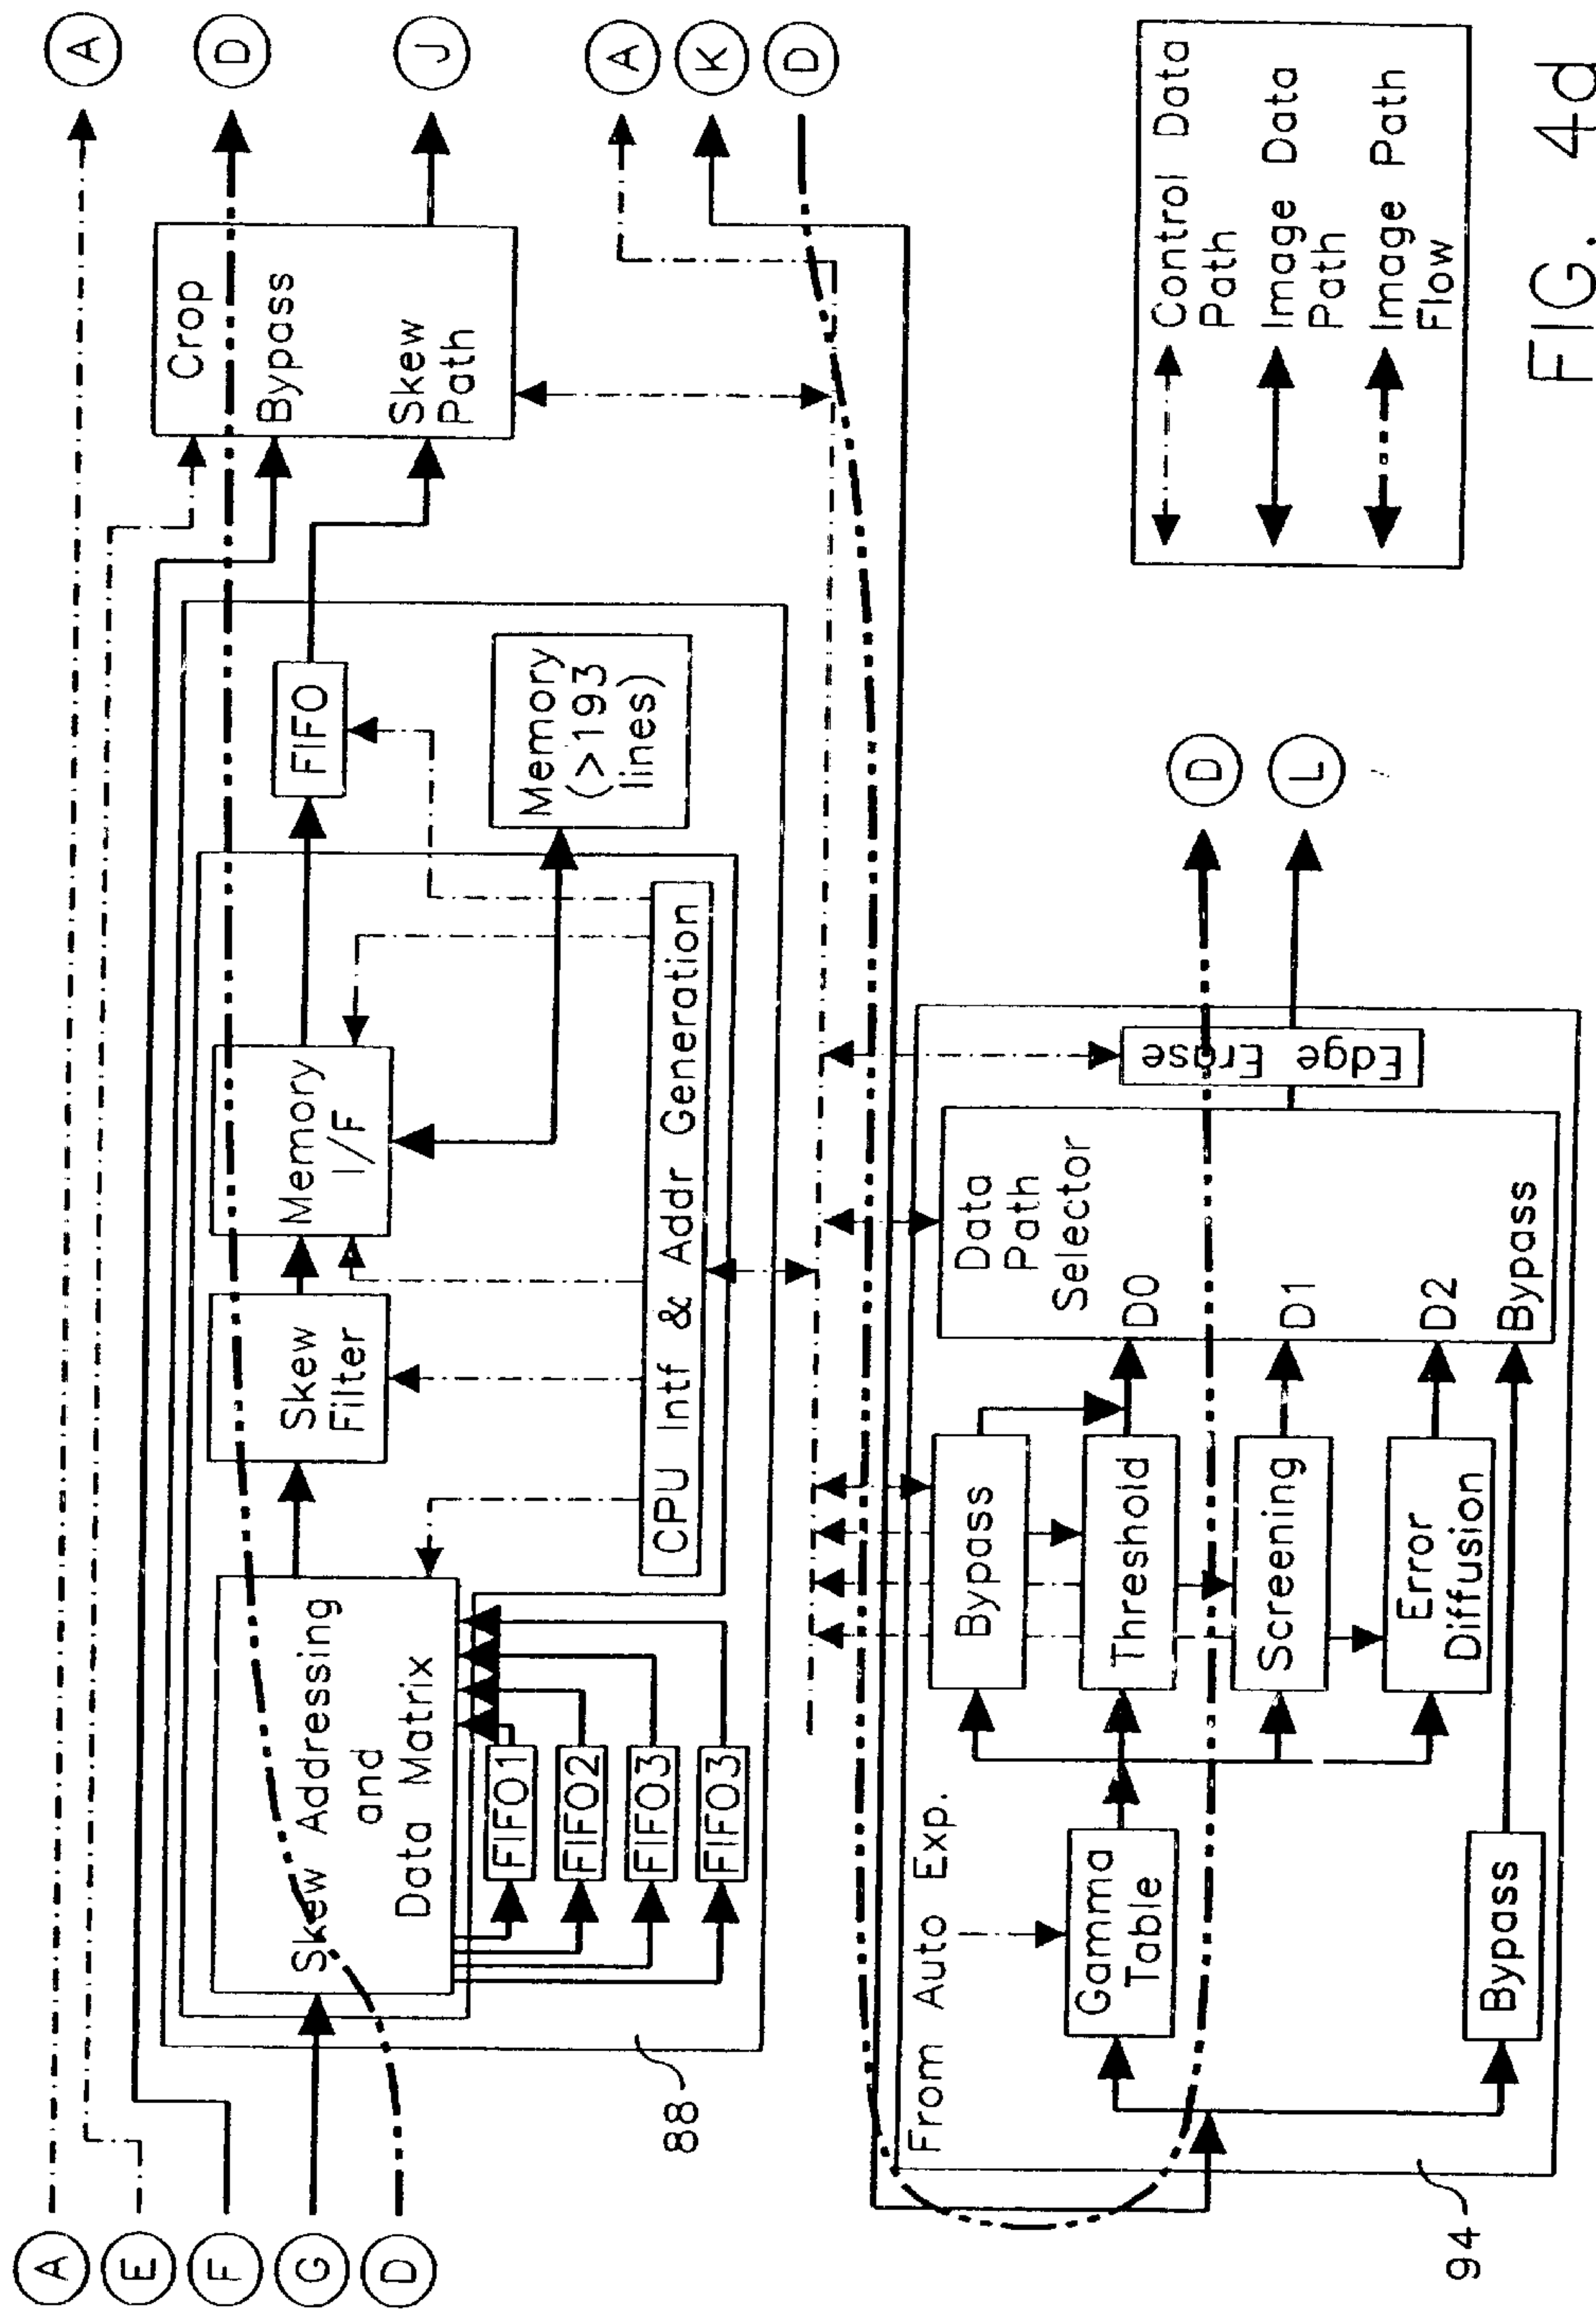 A
D
J
A
K
D
Crop
Bypass
Skew
Path
FIFO
Memory
(>193
lines)
Memory
I/F
Skew
Filter
Skew Addressing
and
Data Matrix
FIFO1
FIFO2
FIFO3
FIFO3
CPU Intf & Addr Generation
88
A
E
F
G
D
From Auto Exp.
Gamma
Table
Bypass
Bypass
Threshold
Screening
Error
Diffusion
Data
Path
Selector
D0
D1
D2
Bypass
Edge Erase
D
L
94
Control Data
Path
Image Data
Path
Image Path
Flow
FIG. 4d